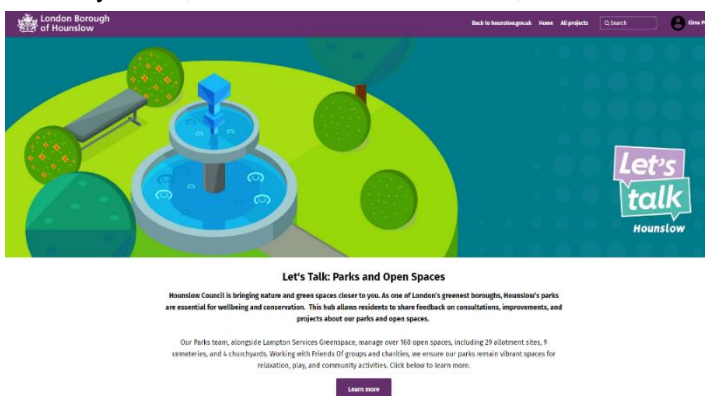 London Borough
of Hounslow
Back to hounslow.gov.uk Home All projects Search
Let's
talk
Hounslow
Let's Talk: Parks and Open Spaces
Hounslow Council is bringing nature and green spaces closer to you. As one of London's greenest boroughs, Hounslow's parks
are essential for wellbeing and conservation. This hub allows residents to share feedback on consultations, improvements, and
projects about our parks and open spaces.
Our Parks team, alongside Lampton Services Greenspace, manage over 160 open spaces, including 29 allotment sites, 9
cemeteries, and 4 churchyards. Working with Friends Of groups and charities, we ensure our parks remain vibrant spaces for
relaxation, play, and community activities. Click below to learn more.
Learn more